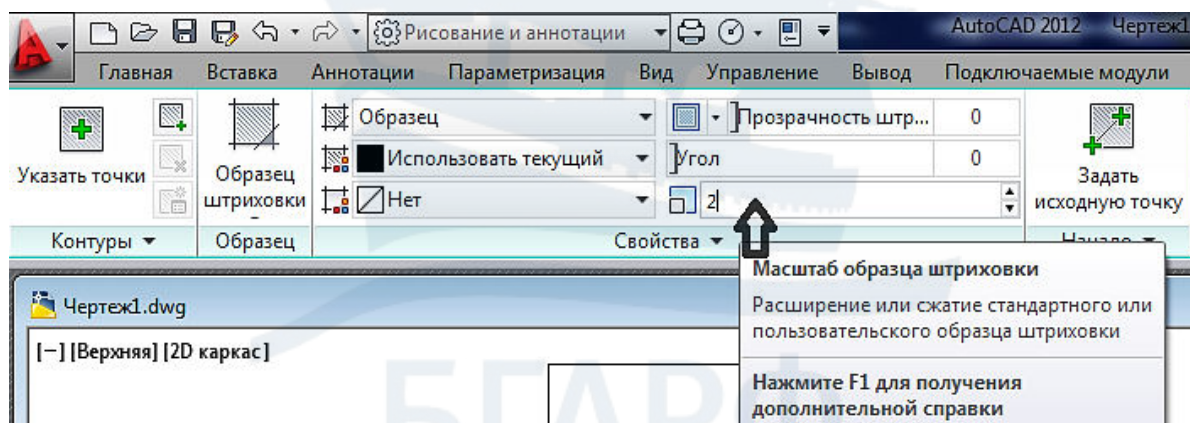 Рисование и аннотации
AutoCAD 2012 Чертеж1
Главная Вставка Аннотации Параметризация Вид Управление Вывод Подключаемые модули
Образец Прозрачность штр... 0
Использовать текущий Угол 0
Указать точки Образец штриховки Задать исходную точку
Нет 2
Контуры Образец Свойства Начало
Масштаб образца штриховки
Чертеж1.dwg
Расширение или сжатие стандартного или
пользовательского образца штриховки
[−] [Верхняя] [2D каркас]
Нажмите F1 для получения
дополнительной справки
БГАРФ